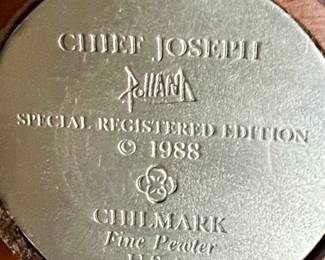 CHIEF JOSEPH
Polland
SPECIAL REGISTERED EDITION
© 1988
CHILMARK
Fine Pewter